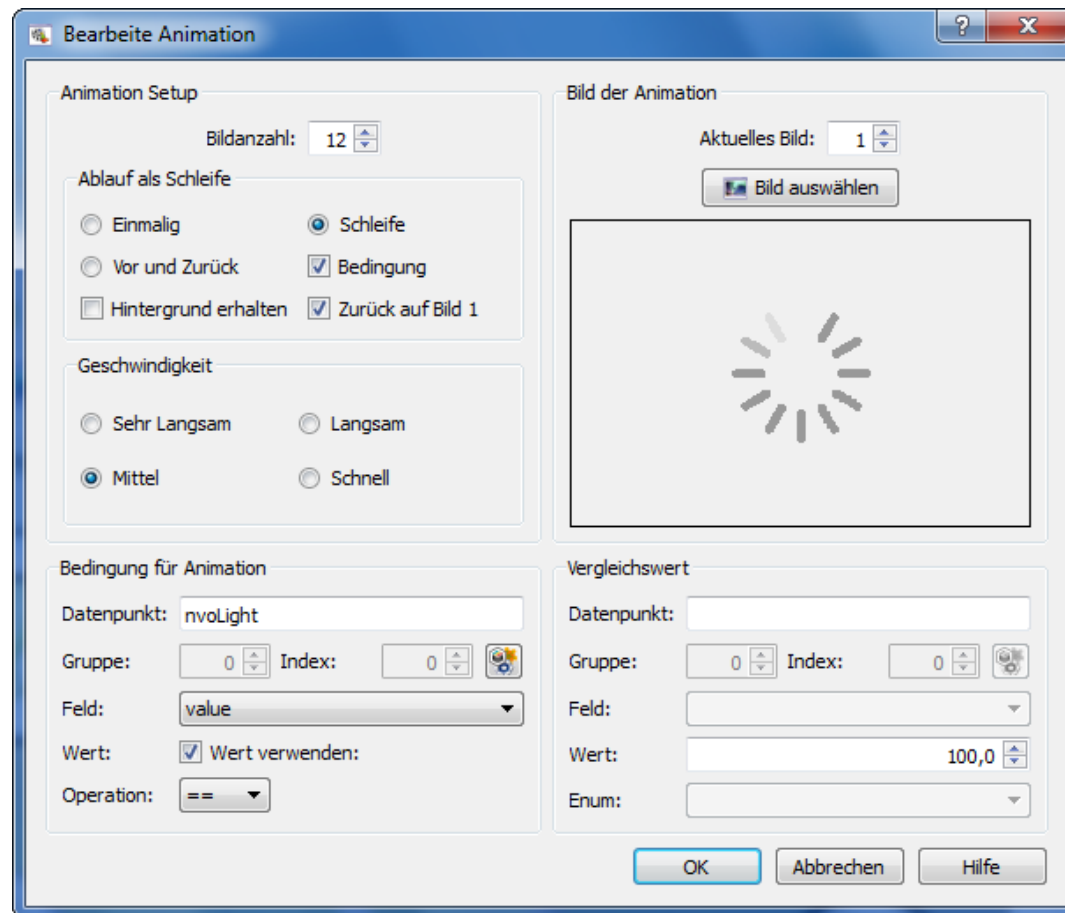 Bearbeite Animation
?
X
Animation Setup
Bildanzahl: 12
Ablauf als Schleife
Einmalig Schleife
Vor und Zurück Bedingung
Hintergrund erhalten Zurück auf Bild 1
Geschwindigkeit
Sehr Langsam Langsam
Mittel Schnell
Bild der Animation
Aktuelles Bild: 1
Bild auswählen
Bedingung für Animation
Datenpunkt: nvoLight
Gruppe: 0 Index: 0
Feld: value
Wert: Wert verwenden:
Operation: ==
Vergleichswert
Datenpunkt:
Gruppe: 0 Index: 0
Feld:
Wert: 100,0
Enum:
OK Abbrechen Hilfe